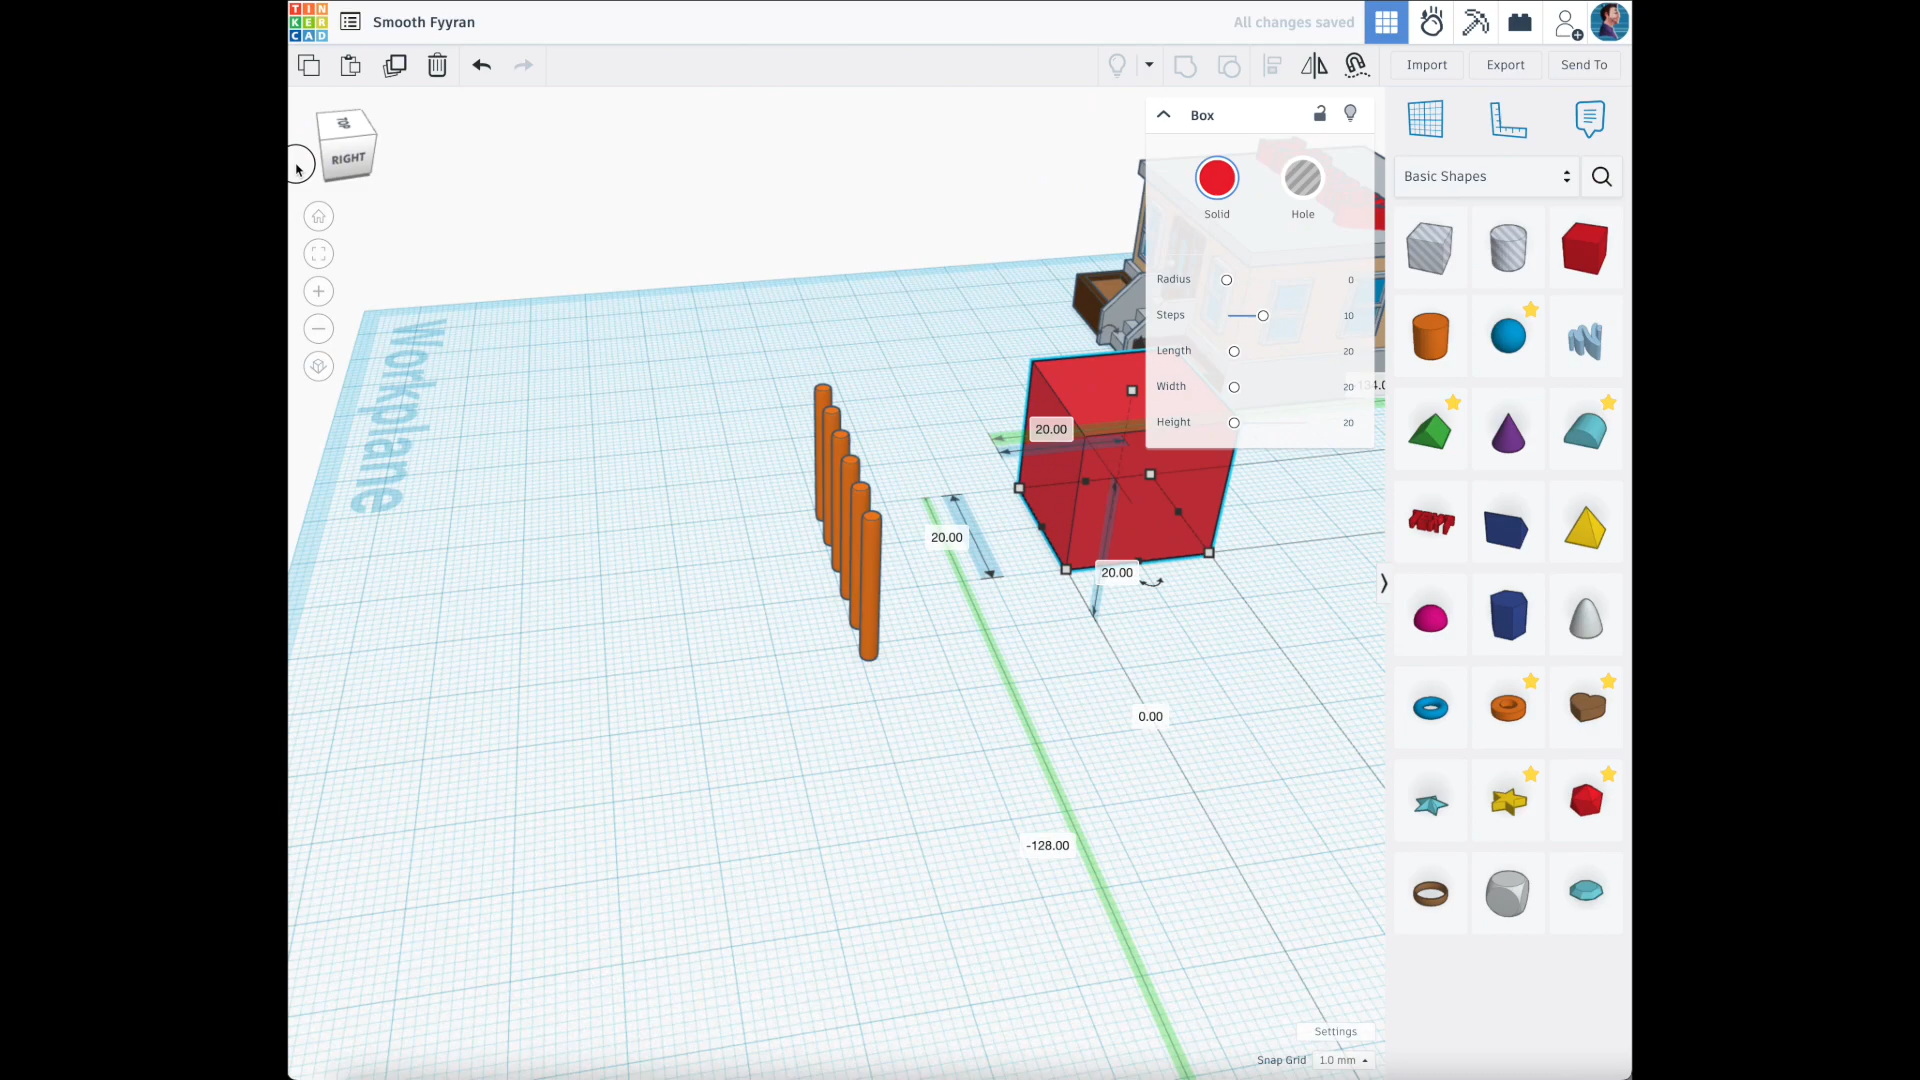 TIN
KER
CAD
Smooth Fyyran
All changes saved
Import
Export
Send To
TOP
RIGHT
Box
Solid
Hole
Radius
0
Steps
10
Length
20
Width
20
Height
20
Basic Shapes
Workplane
20.00
20.00
20.00
0.00
-128.00
TEXT
Settings
Snap Grid
1.0 mm